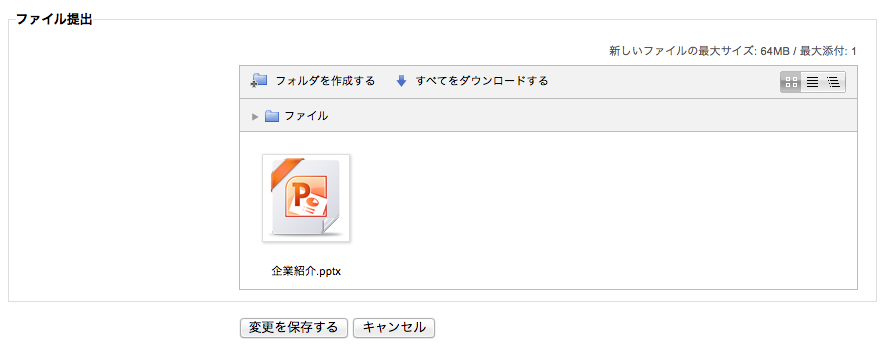 ファイル提出
新しいファイルの最大サイズ: 64MB / 最大添付: 1
フォルダを作成する すべてをダウンロードする
ファイル
P
企業紹介.pptx
変更を保存する キャンセル